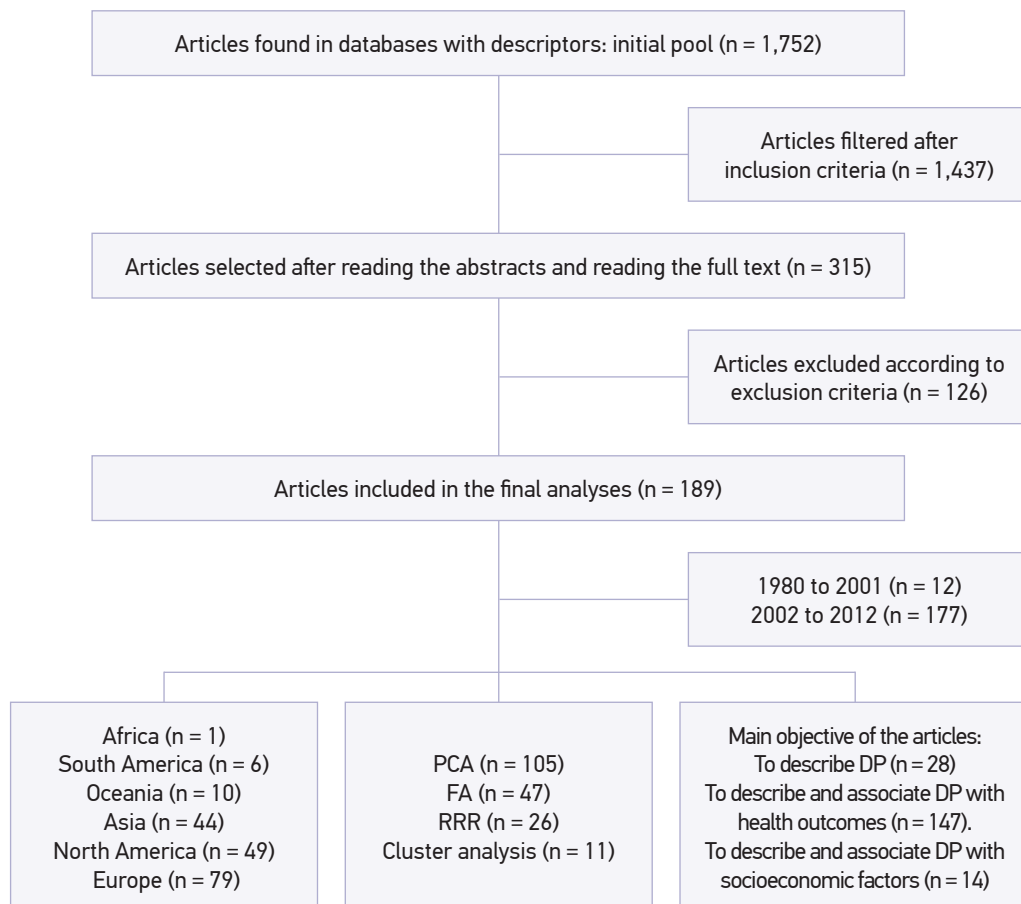 Articles found in databases with descriptors: initial pool (n = 1,752)
Articles filtered after
inclusion criteria (n = 1,437)
Articles selected after reading the abstracts and reading the full text (n = 315)
Articles excluded according to
exclusion criteria (n = 126)
Articles included in the final analyses (n = 189)
1980 to 2001 (n = 12)
2002 to 2012 (n = 177)
Africa (n = 1)
South America (n = 6)
Oceania (n = 10)
Asia (n = 44)
North America (n = 49)
Europe (n = 79)
PCA (n = 105)
FA (n = 47)
RRR (n = 26)
Cluster analysis (n = 11)
Main objective of the articles:
To describe DP (n = 28)
To describe and associate DP with
health outcomes (n = 147).
To describe and associate DP with
socioeconomic factors (n = 14)